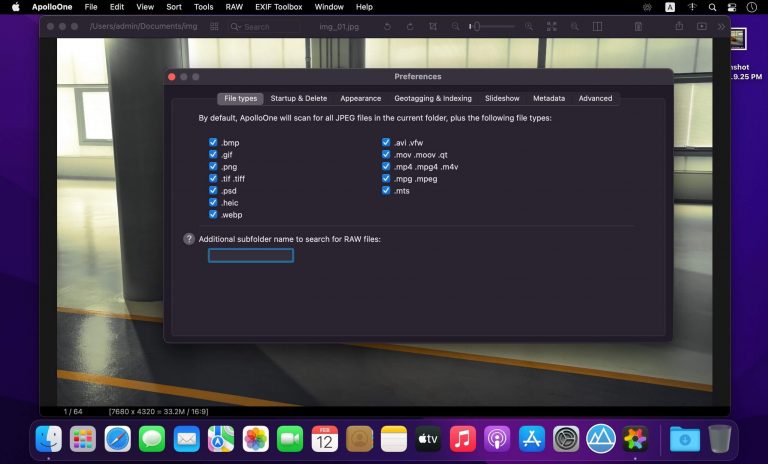 ApolloOne File Edit View Sort Tools RAW EXIF Toolbox Window Help A
/Users/admin/Documents/img Search img_01.jpg
nshot
.9.25 PM
Preferences
File types Startup & Delete Appearance Geotagging & Indexing Slideshow Metadata Advanced
By default, ApolloOne will scan for all JPEG files in the current folder, plus the following file types:
.bmp .avi .vfw
.gif .mov .moov .qt
.png .mp4 .mpg4 .m4v
.tif .tiff .mpg .mpeg
.psd .mts
.heic
.webp
? Additional subfolder name to search for RAW files:
1 / 64 [7680 x 4320 = 33.2M / 16:9]
FEB
12
tv